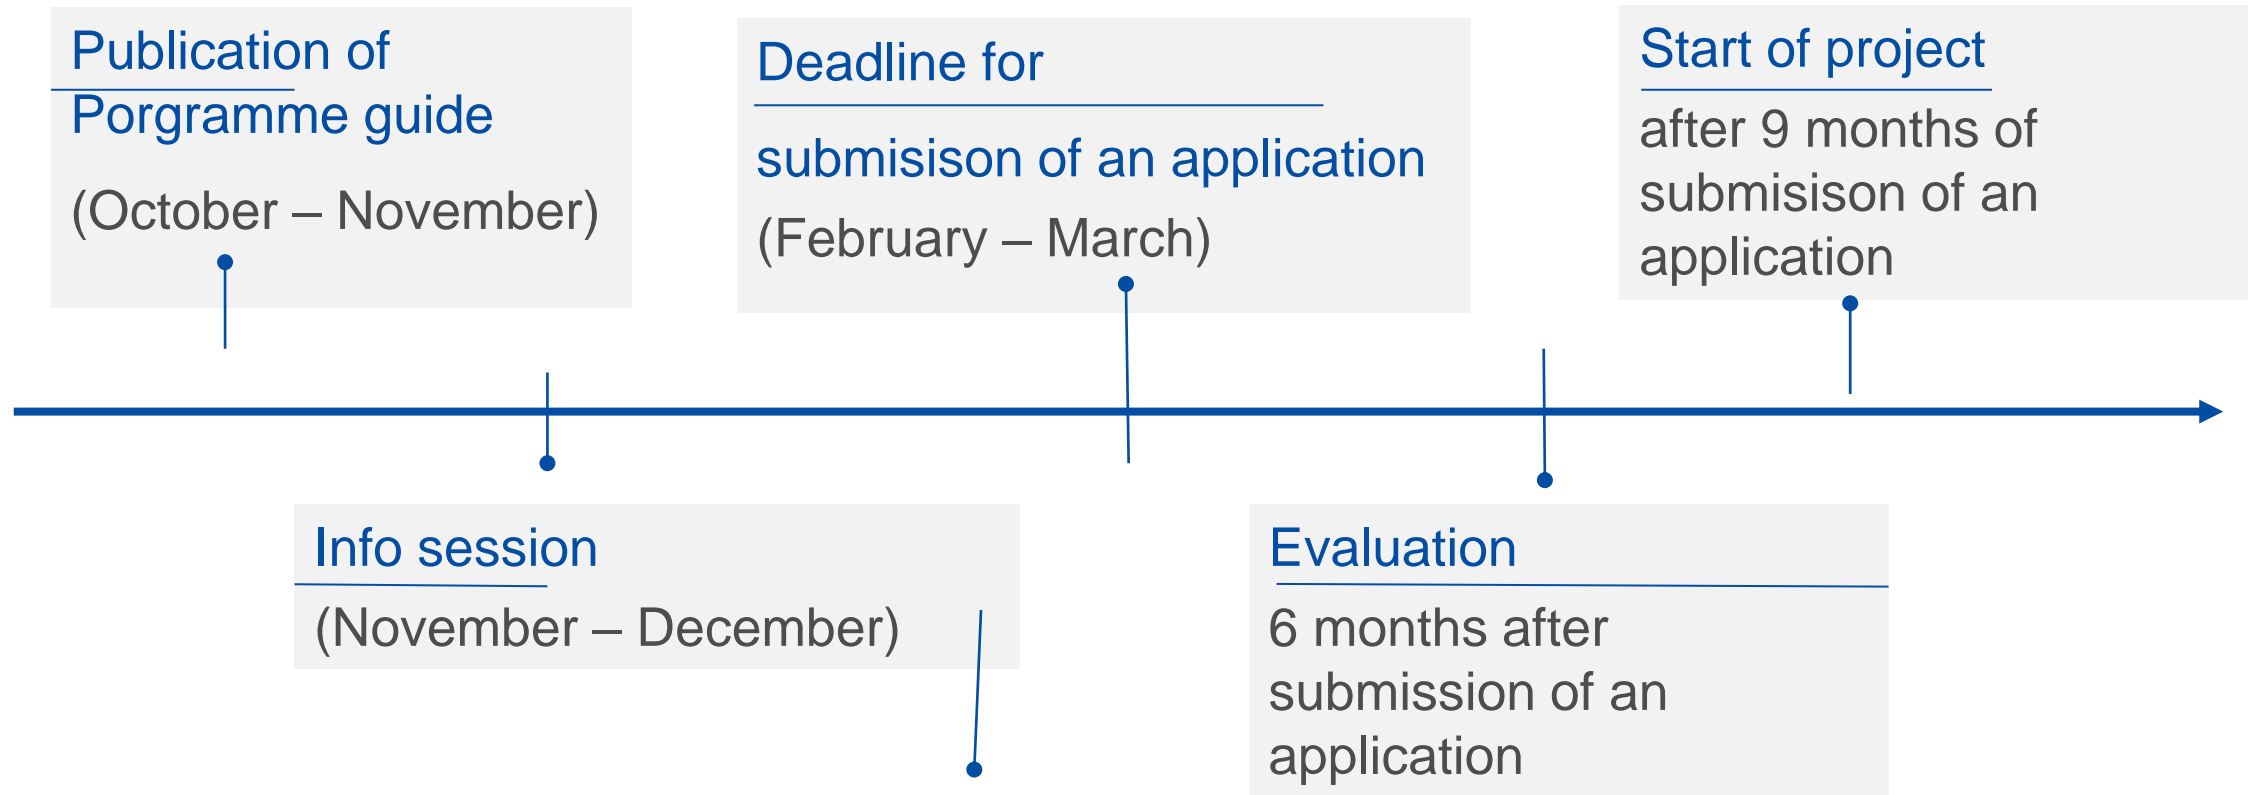 Publication of
Porgramme guide
(October – November)
Deadline for
submisison of an application
(February – March)
Start of project
after 9 months of
submisison of an
application
Info session
(November – December)
Evaluation
6 months after
submission of an
application